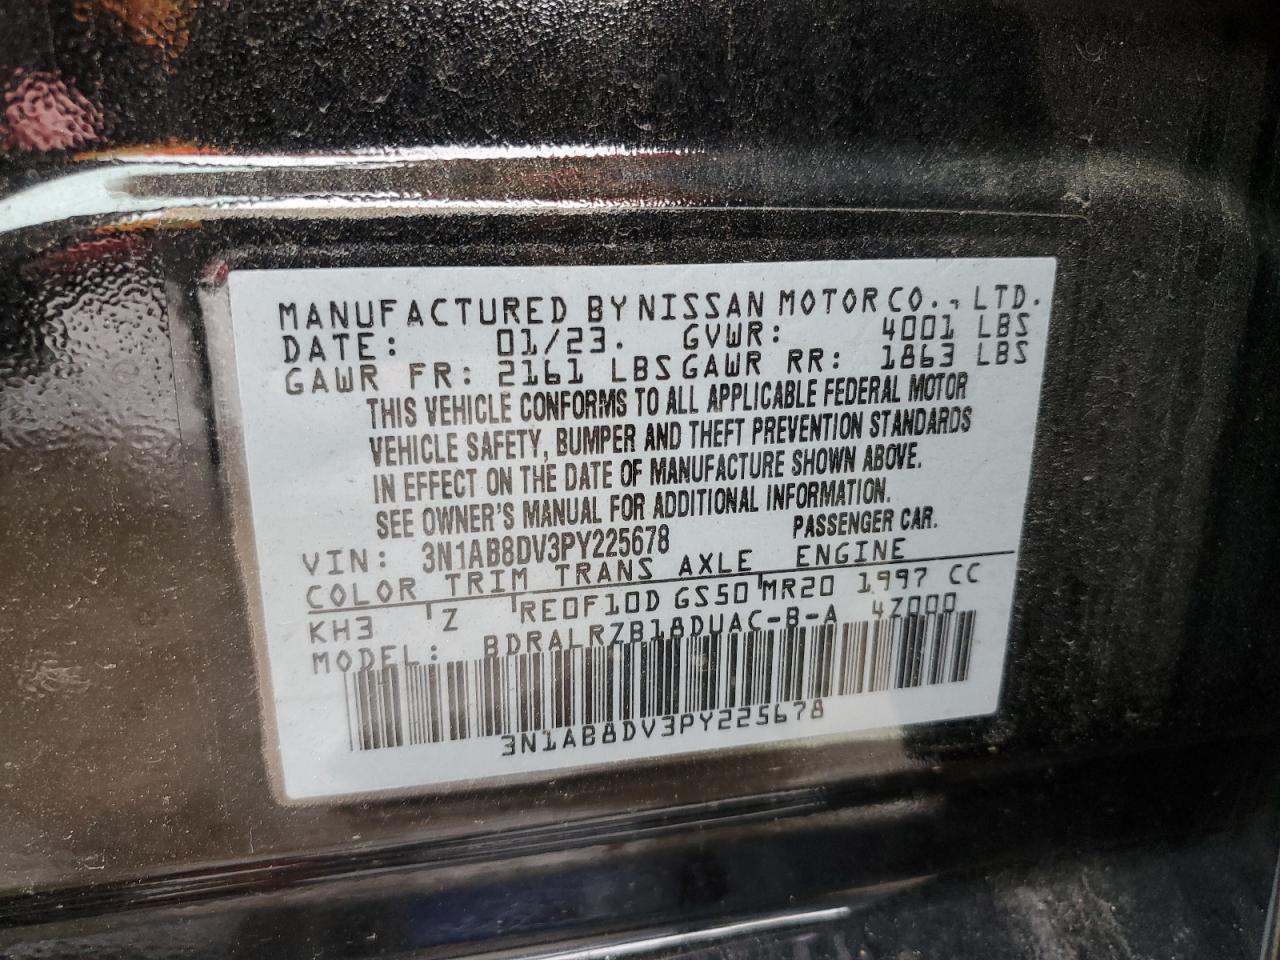 MANUFACTURED BY NISSAN MOTOR CO., LTD.
DATE: 01/23. GVWR: 4001 LBS
GAWR FR: 2161 LBS GAWR RR: 1863 LBS
THIS VEHICLE CONFORMS TO ALL APPLICABLE FEDERAL MOTOR
VEHICLE SAFETY, BUMPER AND THEFT PREVENTION STANDARDS
IN EFFECT ON THE DATE OF MANUFACTURE SHOWN ABOVE.
SEE OWNER'S MANUAL FOR ADDITIONAL INFORMATION.
VIN: 3N1AB8DV3PY225678 PASSENGER CAR.
COLOR TRIM TRANS AXLE ENGINE
KH3 Z RE0F10D GS50 MR20 1997 CC
MODEL: BDRALRZB18DUAC-B-A 4Z000
3N1AB8DV3PY225678